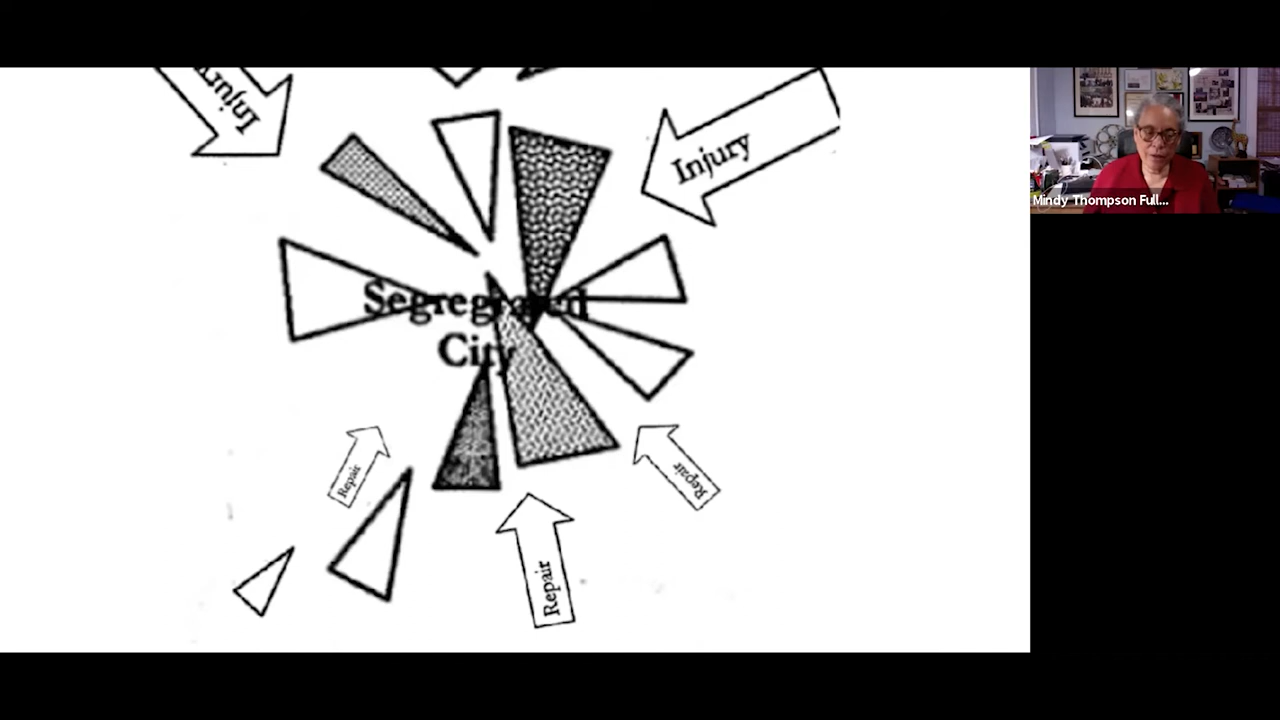 Injury
Injury
Segregated
City
Repair
Repair
Repair
Mindy Thompson Full...